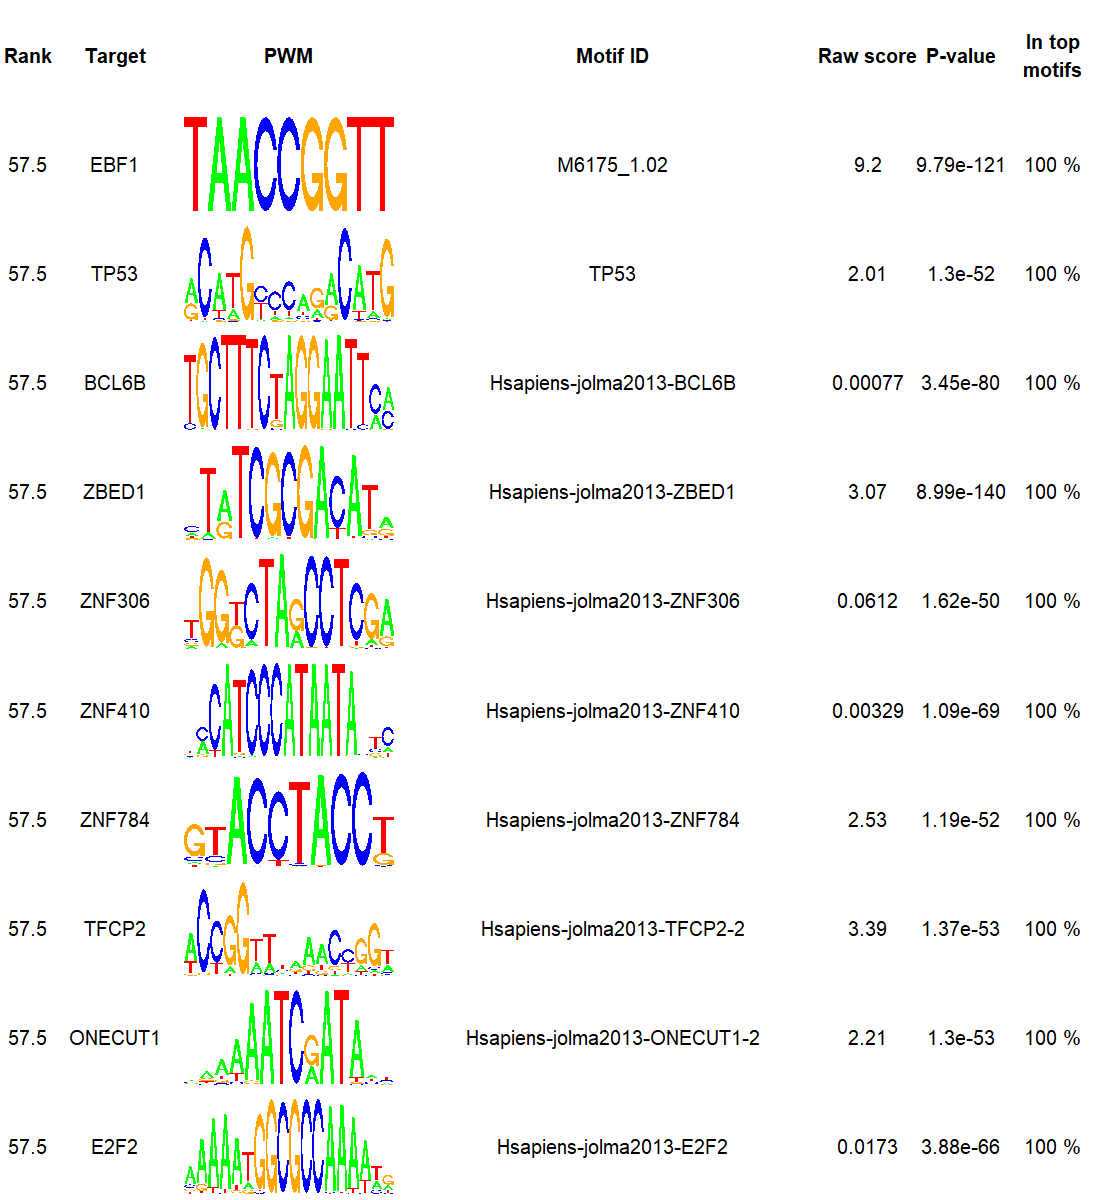 Rank Target PWM Motif ID Raw score P-value In top motifs
57.5 EBF1 TAACCGGTT M6175_1.02 9.2 9.79e-121 100 %
57.5 TP53 TP53 2.01 1.3e-52 100 %
57.5 BCL6B Hsapiens-jolma2013-BCL6B 0.00077 3.45e-80 100 %
57.5 ZBED1 Hsapiens-jolma2013-ZBED1 3.07 8.99e-140 100 %
57.5 ZNF306 Hsapiens-jolma2013-ZNF306 0.0612 1.62e-50 100 %
57.5 ZNF410 Hsapiens-jolma2013-ZNF410 0.00329 1.09e-69 100 %
57.5 ZNF784 Hsapiens-jolma2013-ZNF784 2.53 1.19e-52 100 %
57.5 TFCP2 Hsapiens-jolma2013-TFCP2-2 3.39 1.37e-53 100 %
57.5 ONECUT1 Hsapiens-jolma2013-ONECUT1-2 2.21 1.3e-53 100 %
57.5 E2F2 Hsapiens-jolma2013-E2F2 0.0173 3.88e-66 100 %